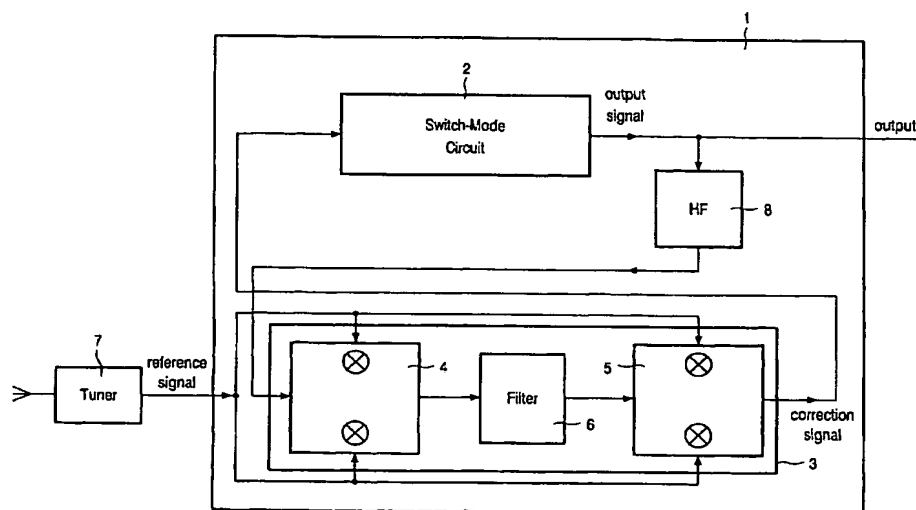 1
2
output
signal
Switch-Mode
Circuit
output
HF
8
7
reference
signal
Tuner
4
Filter
6
5
correction
signal
3